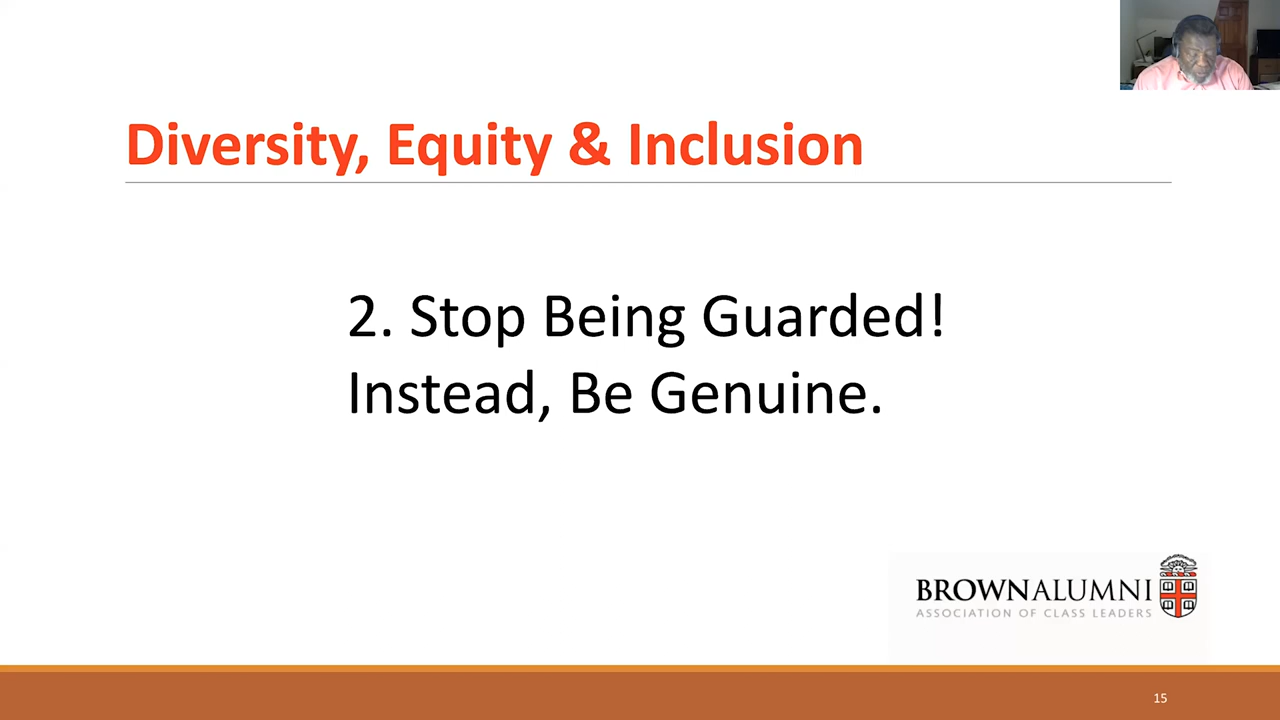 Diversity, Equity & Inclusion
2. Stop Being Guarded!
Instead, Be Genuine.
BROWNALUMNI
ASSOCIATION OF CLASS LEADERS
15